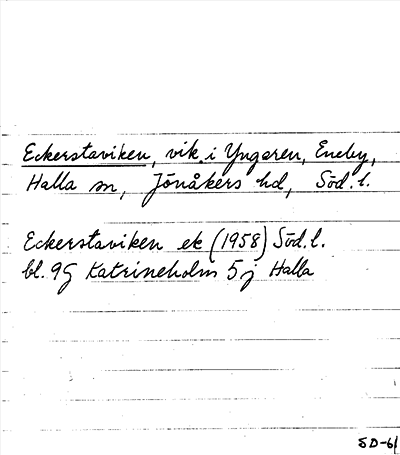 Eckerstaviken, vik i Yngaren, Eneby,
Halla sn, Jönåkers hd, Söd. l.
Eckerstaviken ek (1958) Söd. l.
bl. 9G Katrineholm 5j Halla
SD-61